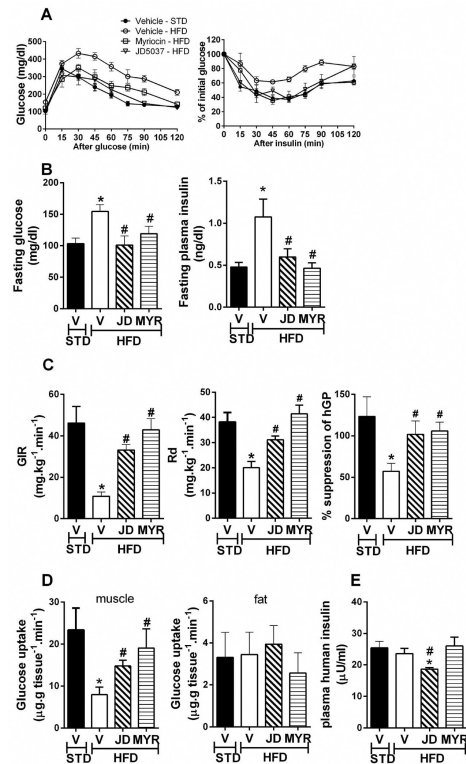 A
Vehicle - STD
Vehicle - HFD
Myriocin - HFD
JD5037 - HFD
Glucose (mg/dl)
500
400
300
200
100
0
0 15 30 45 60 75 90 120
After glucose (min)
% of initial glucose
100
80
60
40
20
0
0 15 30 45 60 75 90 105 120
After insulin (min)
B
Fasting glucose
(mg/dl)
200
150
100
50
0
*
#
#
V V JD MYR
STD HFD
Fasting plasma insulin
(ng/dl)
1.5
1.0
0.5
0.0
*
#
#
V V JD MYR
STD HFD
C
GIR
(mg.kg⁻¹.min⁻¹)
60
40
20
0
*
#
#
V V JD MYR
STD HFD
Rd
(mg.kg⁻¹.min⁻¹)
50
40
30
20
10
0
*
#
#
V V JD MYR
STD HFD
% suppression of hGP
150
100
50
0
*
#
#
V V JD MYR
STD HFD
D
muscle
Glucose uptake
(µg.g tissue⁻¹.min⁻¹)
30
20
10
0
*
#
#
V V JD MYR
STD HFD
fat
Glucose uptake
(µg.g tissue⁻¹.min⁻¹)
8
6
4
2
0
V V JD MYR
STD HFD
E
plasma human insulin
(µU/ml)
40
30
20
10
0
#
*
V V JD MYR
STD HFD